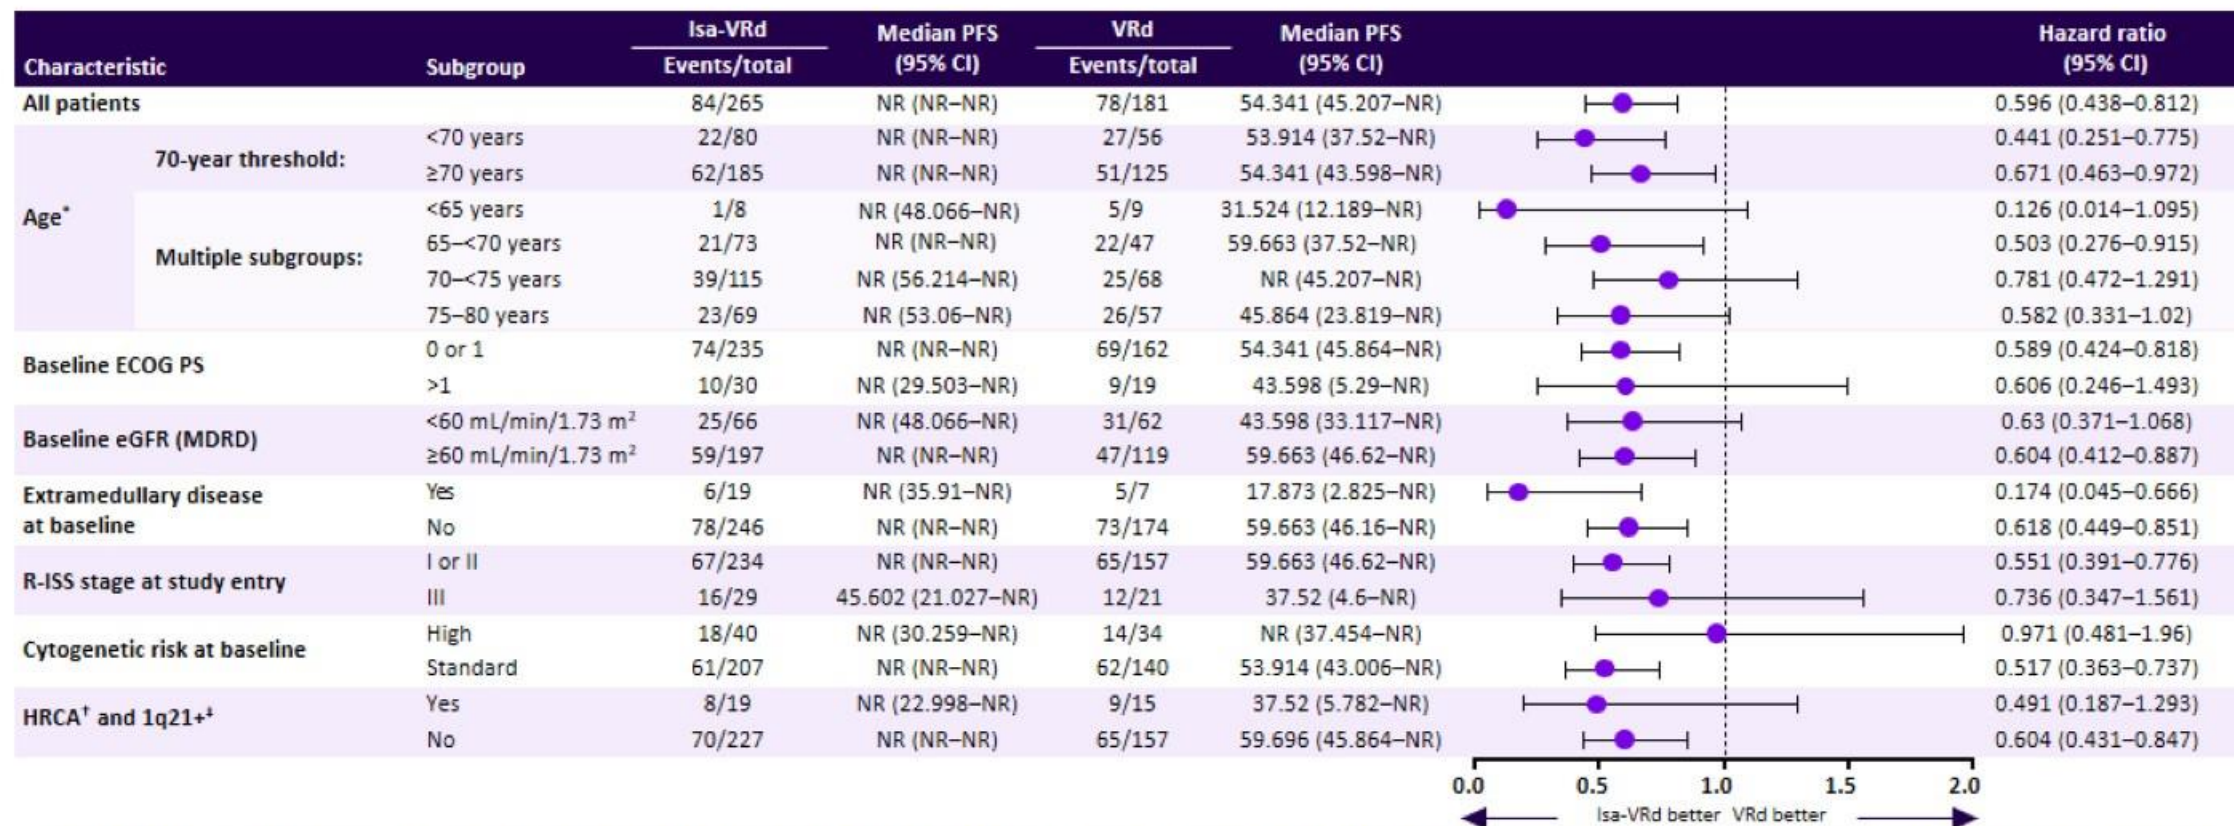 Isa-VRd Median PFS VRd Median PFS Hazard ratio
Characteristic Subgroup Events/total (95% CI) Events/total (95% CI) (95% CI)
All patients 84/265 NR (NR–NR) 78/181 54.341 (45.207–NR) 0.596 (0.438–0.812)
Age* 70-year threshold: <70 years 22/80 NR (NR–NR) 27/56 53.914 (37.52–NR) 0.441 (0.251–0.775)
≥70 years 62/185 NR (NR–NR) 51/125 54.341 (43.598–NR) 0.671 (0.463–0.972)
Multiple subgroups: <65 years 1/8 NR (48.066–NR) 5/9 31.524 (12.189–NR) 0.126 (0.014–1.095)
65–<70 years 21/73 NR (NR–NR) 22/47 59.663 (37.52–NR) 0.503 (0.276–0.915)
70–<75 years 39/115 NR (56.214–NR) 25/68 NR (45.207–NR) 0.781 (0.472–1.291)
75–80 years 23/69 NR (53.06–NR) 26/57 45.864 (23.819–NR) 0.582 (0.331–1.02)
Baseline ECOG PS 0 or 1 74/235 NR (NR–NR) 69/162 54.341 (45.864–NR) 0.589 (0.424–0.818)
>1 10/30 NR (29.503–NR) 9/19 43.598 (5.29–NR) 0.606 (0.246–1.493)
Baseline eGFR (MDRD) <60 mL/min/1.73 m² 25/66 NR (48.066–NR) 31/62 43.598 (33.117–NR) 0.63 (0.371–1.068)
≥60 mL/min/1.73 m² 59/197 NR (NR–NR) 47/119 59.663 (46.62–NR) 0.604 (0.412–0.887)
Extramedullary disease Yes 6/19 NR (35.91–NR) 5/7 17.873 (2.825–NR) 0.174 (0.045–0.666)
at baseline No 78/246 NR (NR–NR) 73/174 59.663 (46.16–NR) 0.618 (0.449–0.851)
R-ISS stage at study entry I or II 67/234 NR (NR–NR) 65/157 59.663 (46.62–NR) 0.551 (0.391–0.776)
III 16/29 45.602 (21.027–NR) 12/21 37.52 (4.6–NR) 0.736 (0.347–1.561)
Cytogenetic risk at baseline High 18/40 NR (30.259–NR) 14/34 NR (37.454–NR) 0.971 (0.481–1.96)
Standard 61/207 NR (NR–NR) 62/140 53.914 (43.006–NR) 0.517 (0.363–0.737)
HRCA† and 1q21+‡ Yes 8/19 NR (22.998–NR) 9/15 37.52 (5.782–NR) 0.491 (0.187–1.293)
No 70/227 NR (NR–NR) 65/157 59.696 (45.864–NR) 0.604 (0.431–0.847)
0.0 0.5 1.0 1.5 2.0
Isa-VRd better VRd better